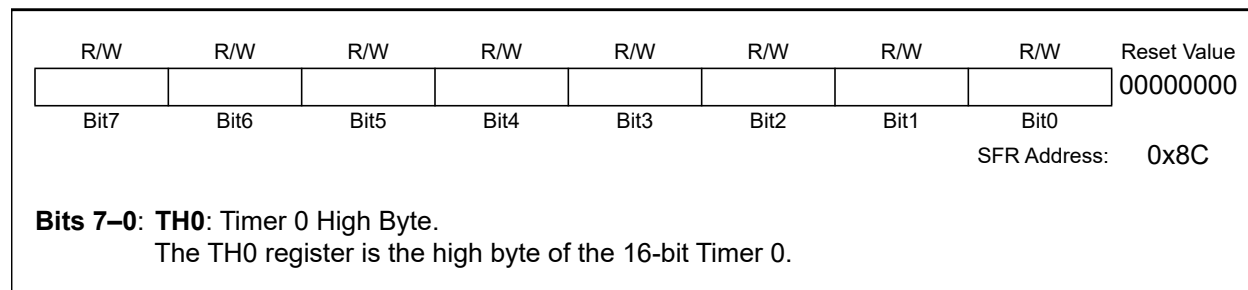 R/W R/W R/W R/W R/W R/W R/W R/W Reset Value
00000000
Bit7 Bit6 Bit5 Bit4 Bit3 Bit2 Bit1 Bit0
SFR Address: 0x8C
Bits 7–0: TH0: Timer 0 High Byte.
The TH0 register is the high byte of the 16-bit Timer 0.